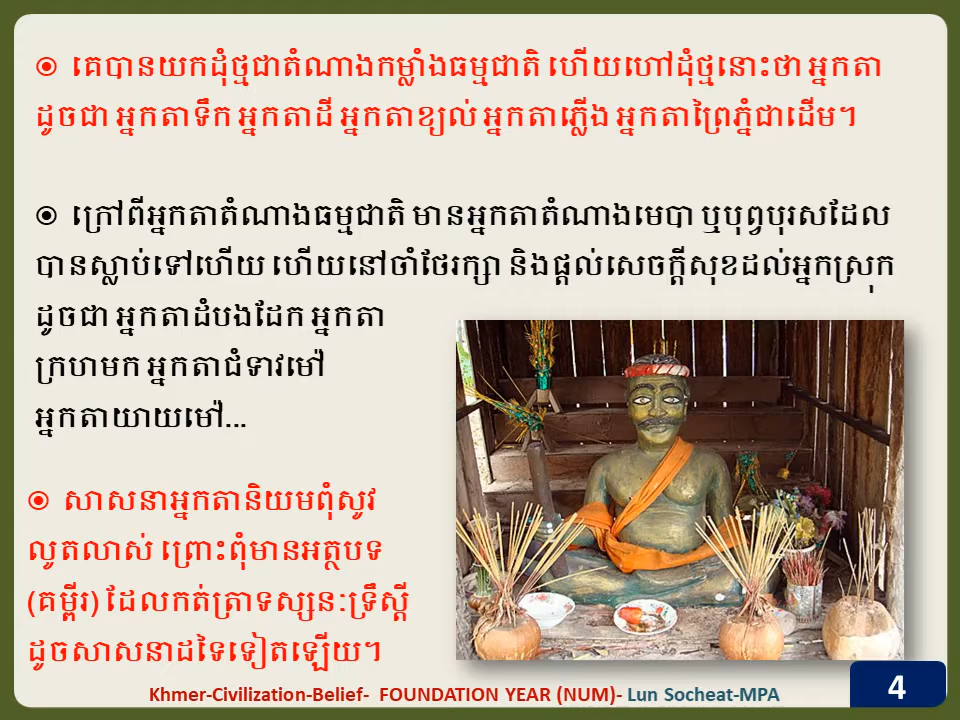 ⦿ គេបានយកដុំថ្មជាតំណាងកម្លាំងធម្មជាតិ ហើយហៅដុំថ្មនោះថា អ្នកតា
ដូចជា អ្នកតាទឹក អ្នកតាដី អ្នកតាខ្យល់ អ្នកតាភ្លើង អ្នកតាព្រៃភ្នំជាដើម។
⦿ ក្រៅពីអ្នកតាតំណាងធម្មជាតិ មានអ្នកតាតំណាងមេបា ឬបុព្វបុរសដែល
បានស្លាប់ទៅហើយ ហើយនៅចាំថែរក្សា និងផ្តល់សេចក្តីសុខដល់អ្នកស្រុក
ដូចជា អ្នកតាដំបងដែក អ្នកតា
ក្រហមក អ្នកតាជំទាវម៉ៅ
អ្នកតាយាយម៉ៅ...
⦿ សាសនាអ្នកតានិយមពុំសូវ
លូតលាស់ ព្រោះពុំមានអត្ថបទ
(គម្ពីរ) ដែលកត់ត្រាទស្សនៈទ្រឹស្តី
ដូចសាសនាដទៃទៀតឡើយ។
Khmer-Civilization-Belief- FOUNDATION YEAR (NUM)- Lun Socheat-MPA
4